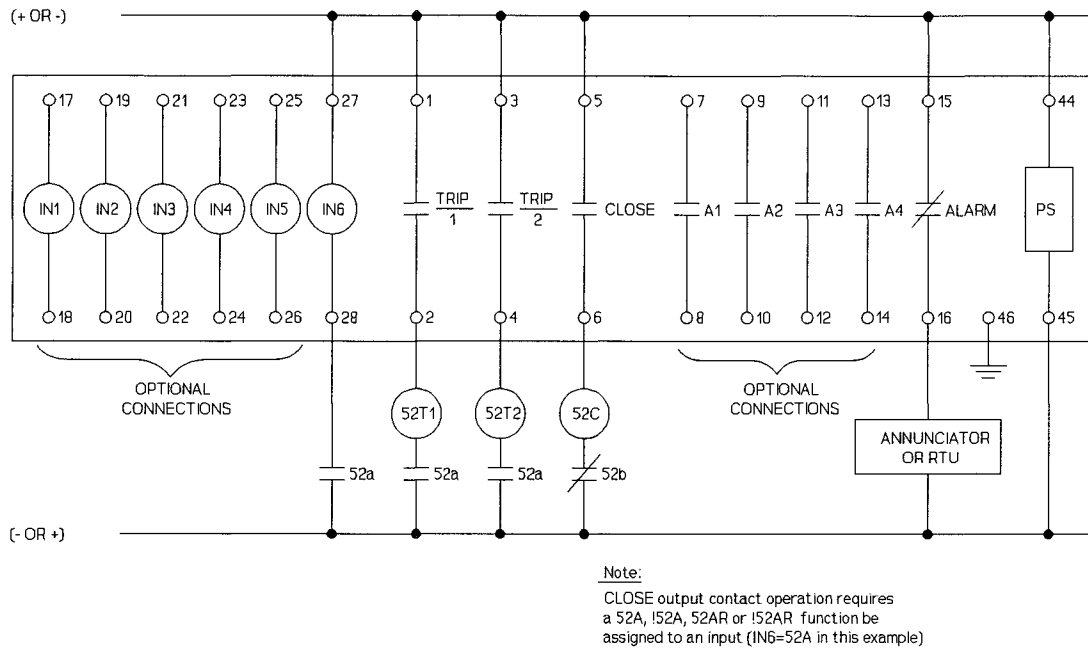 (+ OR -)
17 19 21 23 25 27 1 3 5 7 9 11 13 15 44
IN1 IN2 IN3 IN4 IN5 IN6 TRIP 1 TRIP 2 CLOSE A1 A2 A3 A4 ALARM PS
18 20 22 24 26 28 2 4 6 8 10 12 14 16 46 45
OPTIONAL
CONNECTIONS
52T1 52T2 52C
OPTIONAL
CONNECTIONS
ANNUNCIATOR
OR RTU
52a 52a 52a 52b
(- OR +)
Note:
CLOSE output contact operation requires
a 52A, !52A, 52AR or !52AR function be
assigned to an input (IN6=52A in this example)